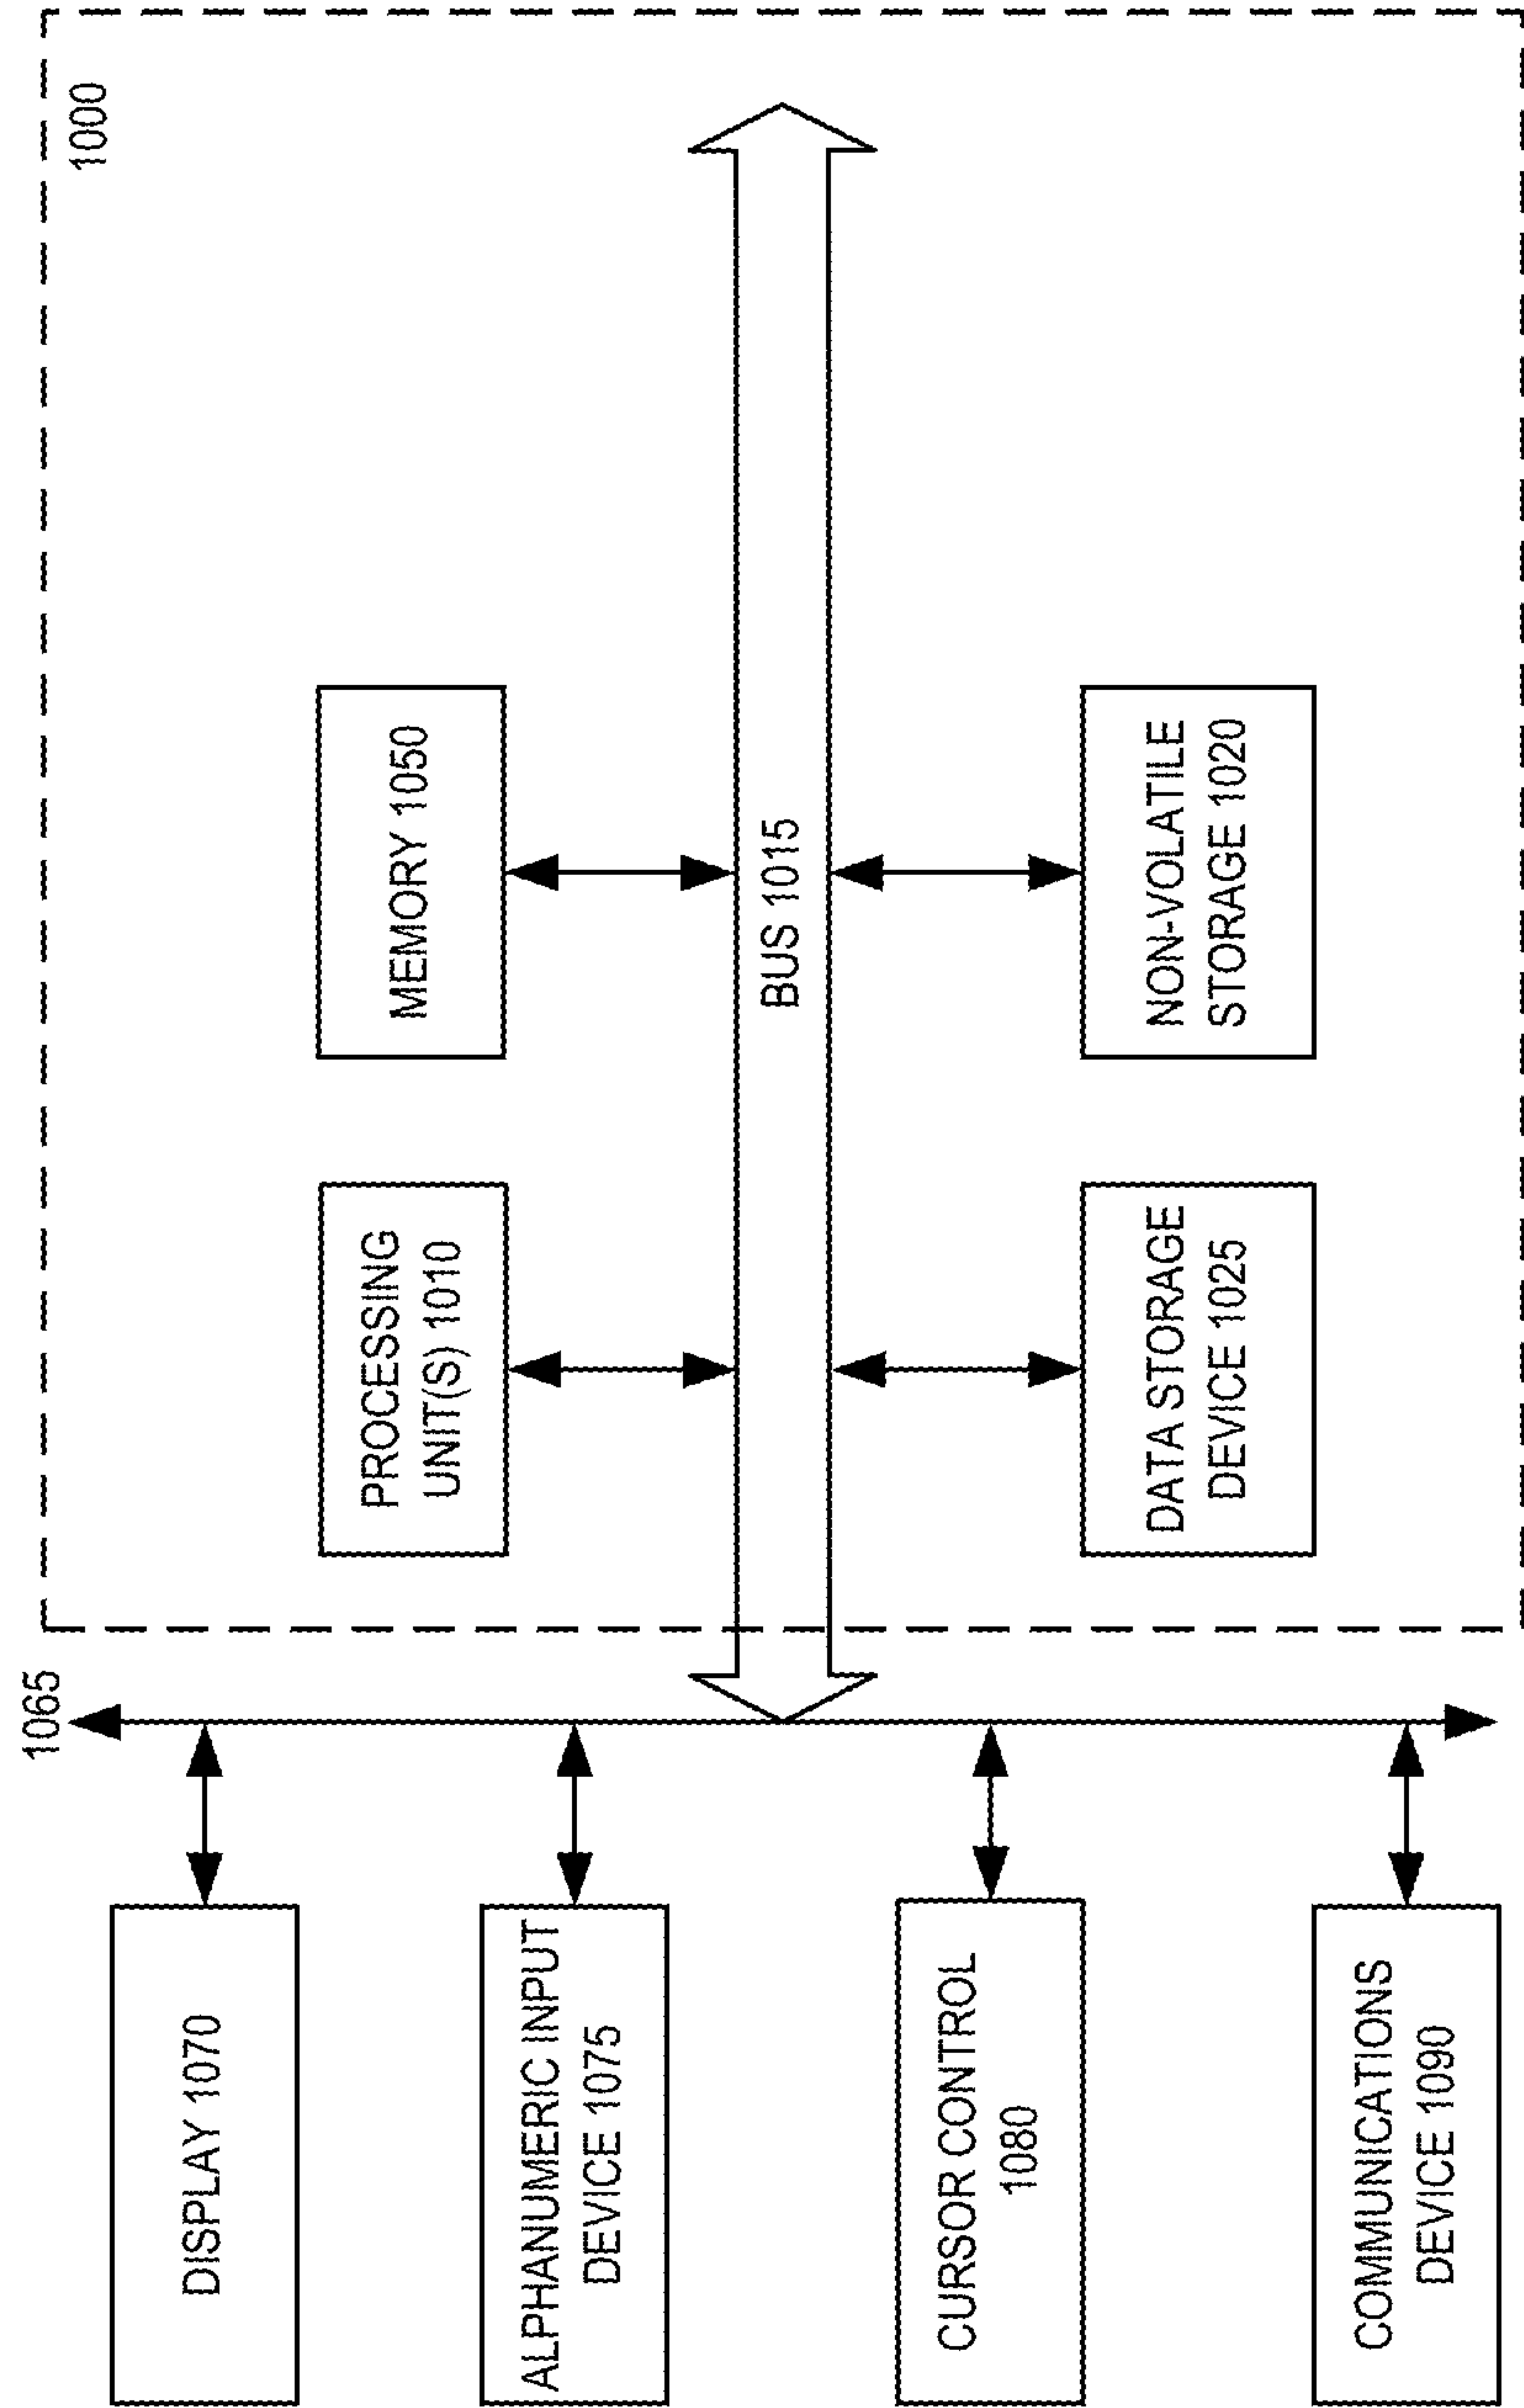 DISPLAY 1070
ALPHANUMERIC INPUT
DEVICE 1075
CURSOR CONTROL
1080
COMMUNICATIONS
DEVICE 1090
1065
PROCESSING
UNIT(S) 1010
MEMORY 1050
BUS 1015
DATA STORAGE
DEVICE 1025
NON-VOLATILE
STORAGE 1020
1000